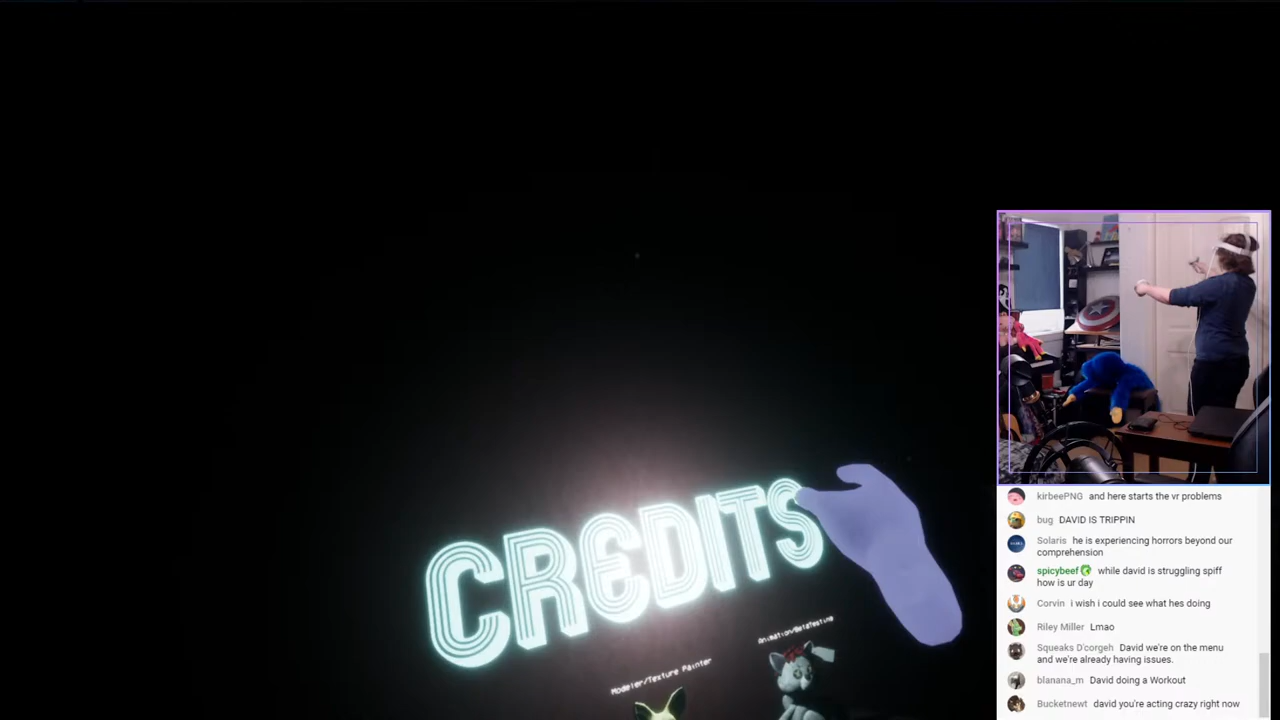 CREDITS
Animation/BetaTesting
Modeler/Texture Painter
kirbeePNG and here starts the vr problems
bug DAVID IS TRIPPIN
Solaris he is experiencing horrors beyond our
comprehension
spicybeef while david is struggling spiff
how is ur day
Corvin i wish i could see what hes doing
Riley Miller Lmao
Squeaks D'corgeh David we're on the menu
and we're already having issues.
blanana_m David doing a Workout
Bucketnewt david you're acting crazy right now